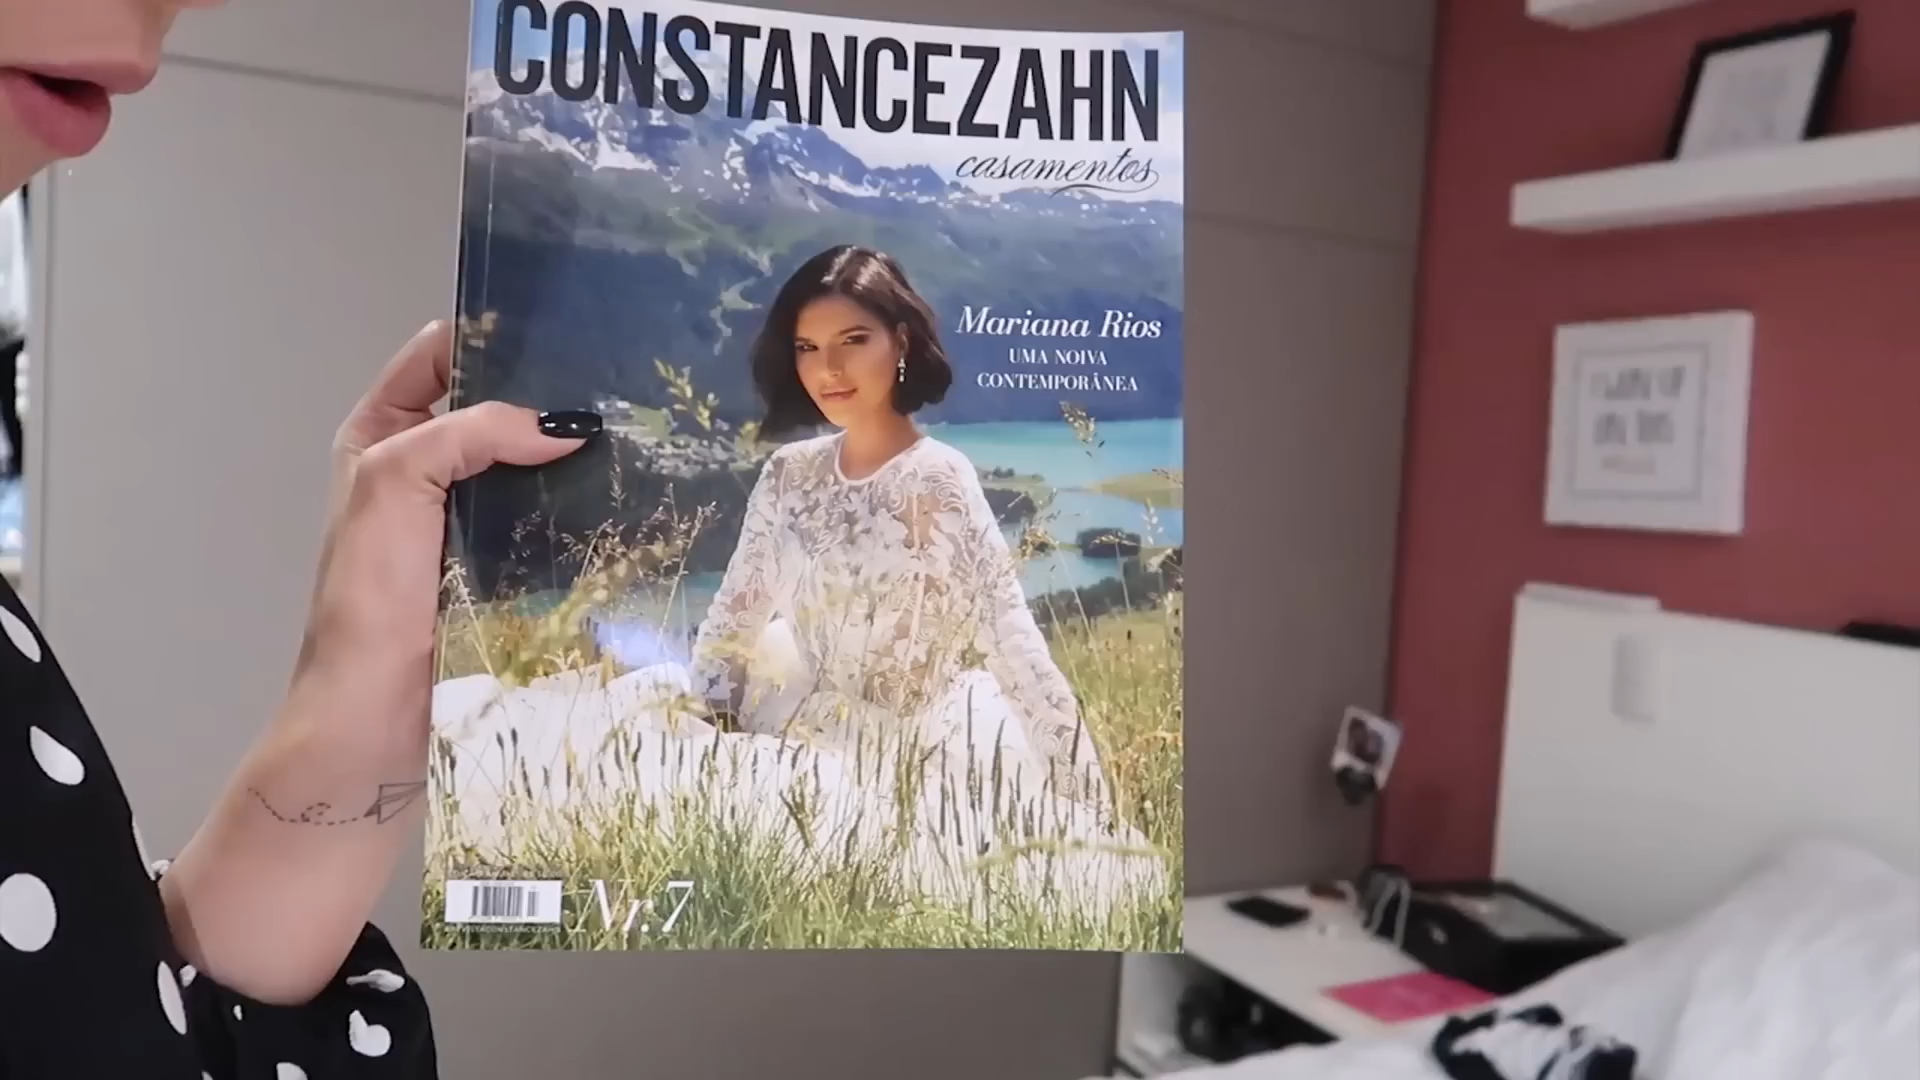 CONSTANCEZAHN
casamentos
Mariana Rios
UMA NOIVA
CONTEMPORÂNEA
Nr.7